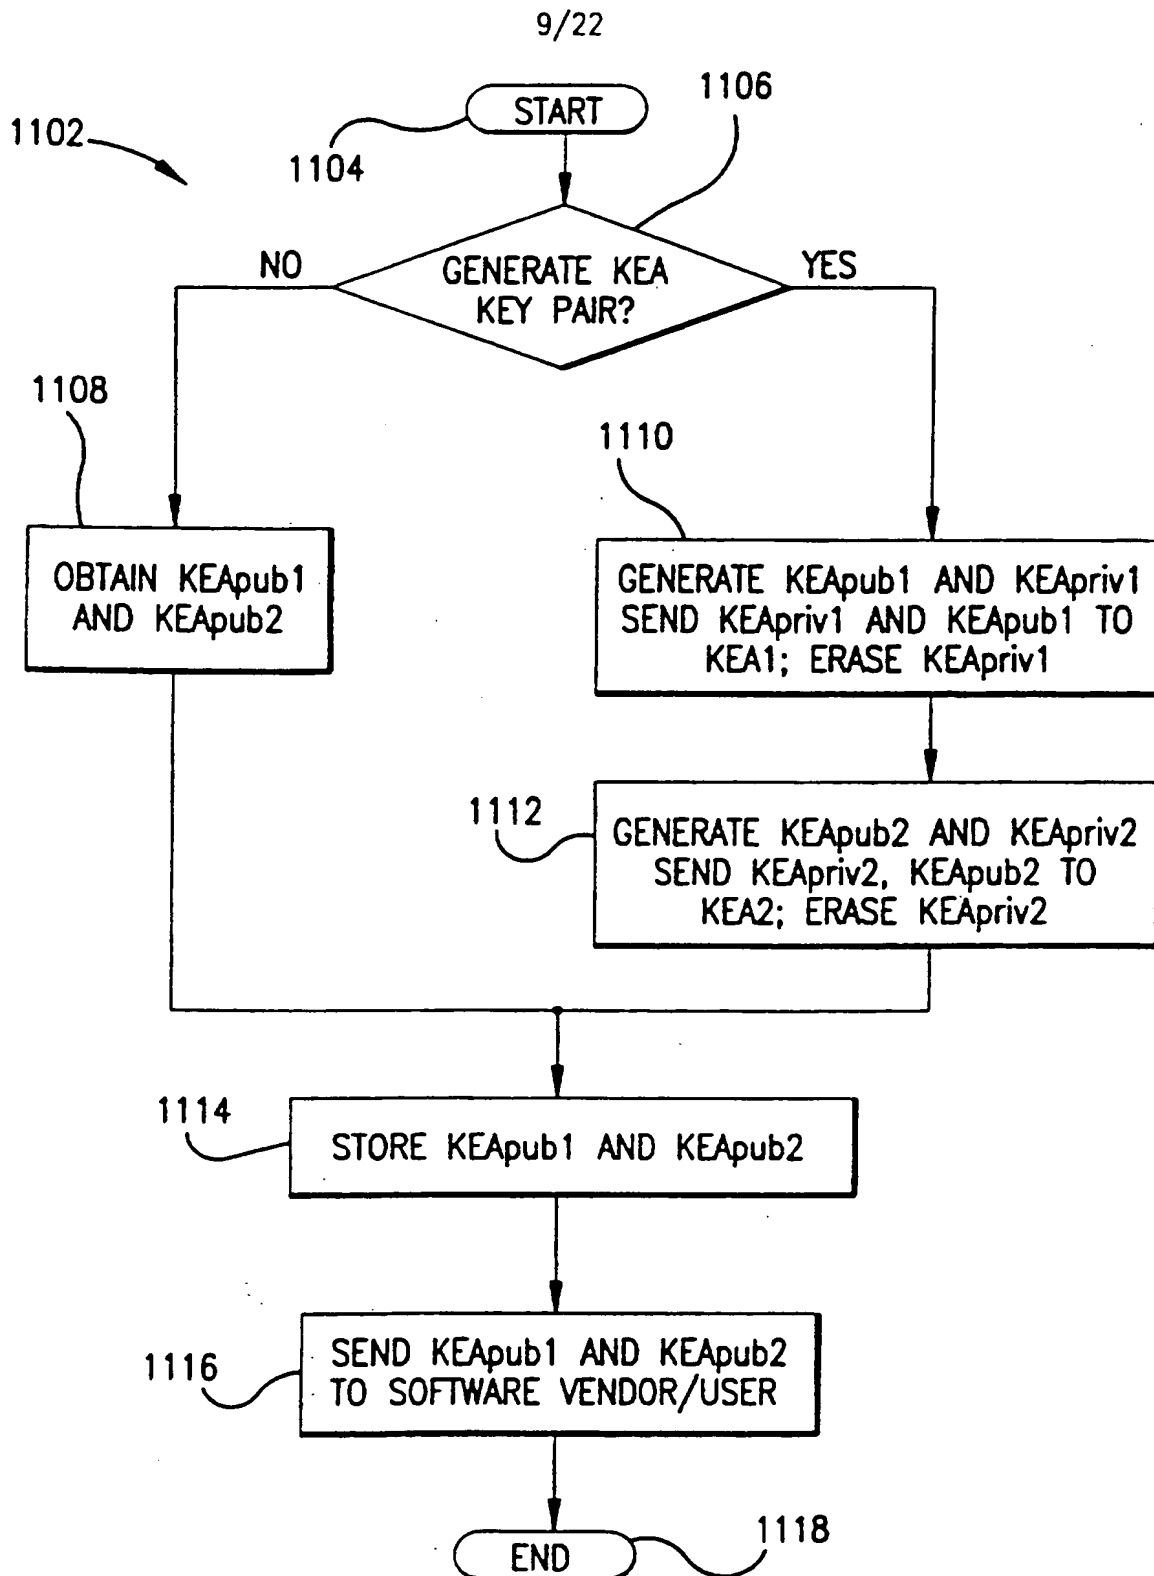 9/22
START
1106
1102
1104
NO
GENERATE KEA
KEY PAIR?
YES
1108
1110
OBTAIN KEApub1
AND KEApub2
GENERATE KEApub1 AND KEApriv1
SEND KEApriv1 AND KEApub1 TO
KEA1; ERASE KEApriv1
1112
GENERATE KEApub2 AND KEApriv2
SEND KEApriv2, KEApub2 TO
KEA2; ERASE KEApriv2
1114
STORE KEApub1 AND KEApub2
1116
SEND KEApub1 AND KEApub2
TO SOFTWARE VENDOR/USER
1118
END